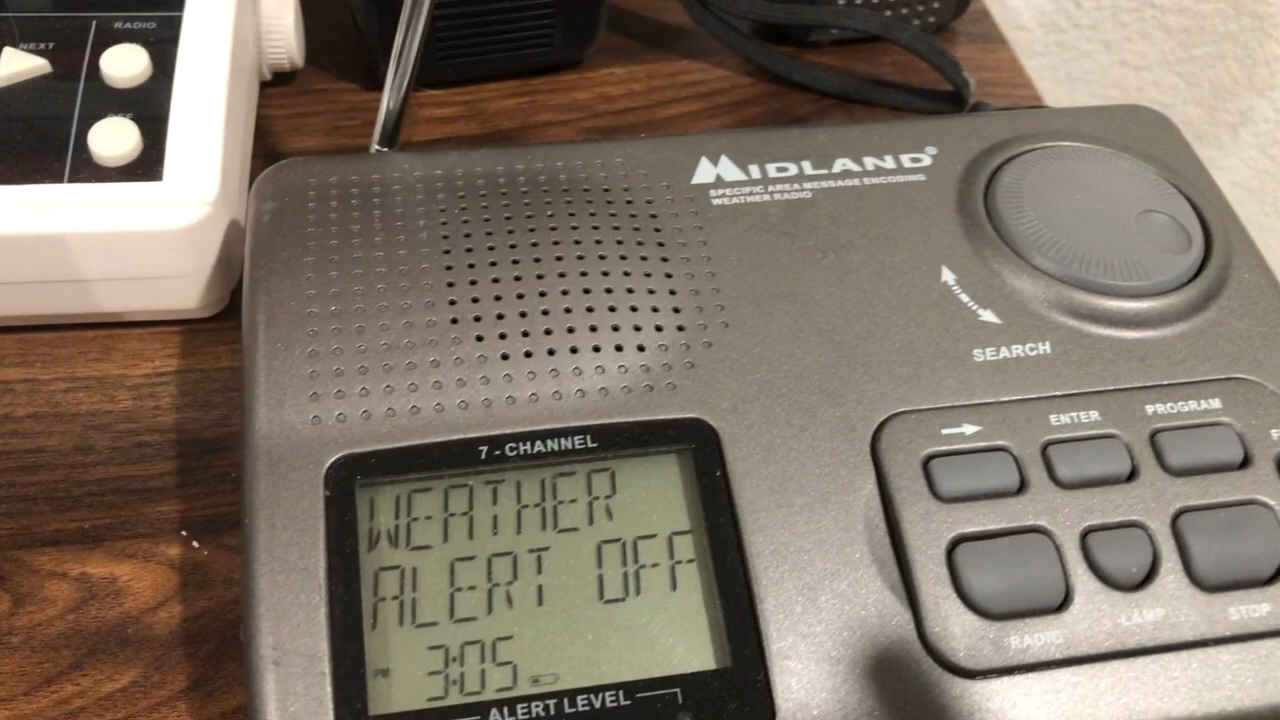 RADIO
NEXT
MIDLAND®
SPECIFIC AREA MESSAGE ENCODING
WEATHER RADIO
SEARCH
ENTER
PROGRAM
7-CHANNEL
WEATHER
ALERT OFF
PM 3:05
ALERT LEVEL
RADIO
LAMP
STOP